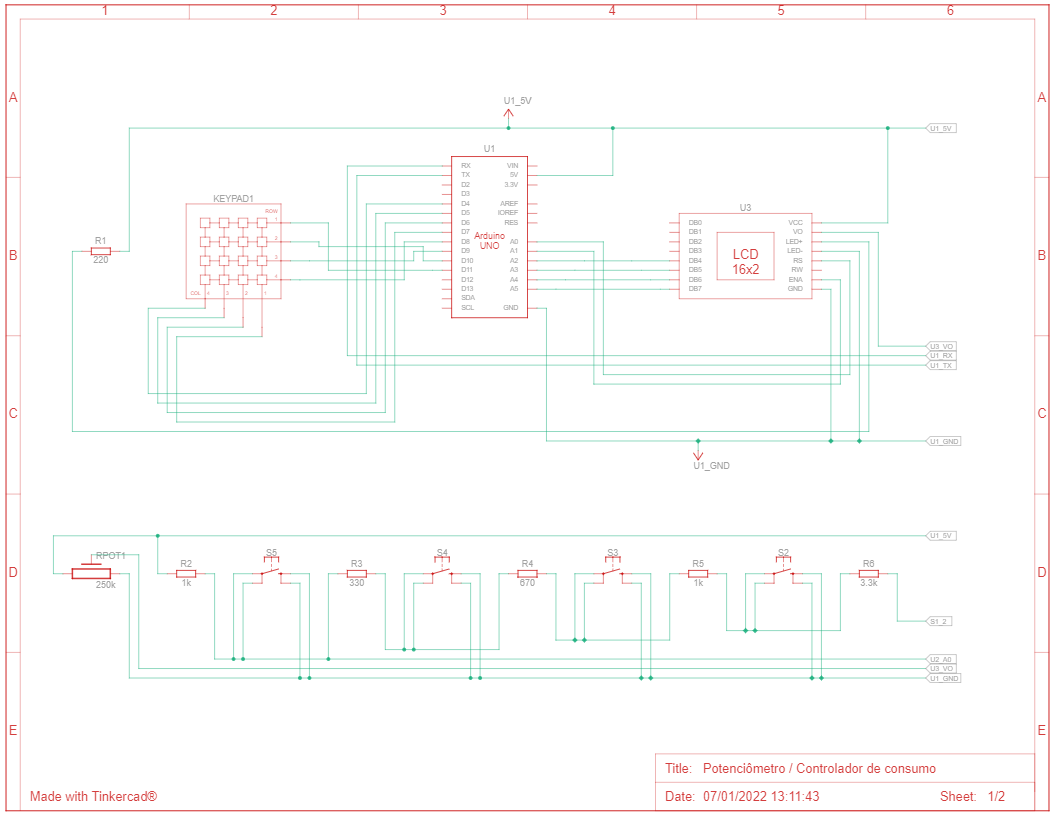 1 2 3 4 5 6
A A
B B
C C
D D
E E
U1_5V
U1_5V
U1
RX VIN
TX 5V
D2 3.3V
D3
D4 AREF
D5 IOREF
D6 RES
D7
D8 A0
D9 A1
D10 A2
D11 A3
D12 A4
D13 A5
SDA
SCL GND
Arduino
UNO
KEYPAD1
ROW
1
2
3
4
COL 4 3 2 1
R1
220
U3
DB0 VCC
DB1 VO
DB2 LED+
DB3 LED-
DB4 RS
DB5 RW
DB6 ENA
DB7 GND
LCD
16x2
U3_VO
U1_RX
U1_TX
U1_GND
U1_GND
U1_5V
RPOT1
250k
R2
1k
S5
R3
330
S4
R4
670
S3
R5
1k
S2
R6
3.3k
S1_2
U2_A0
U3_VO
U1_GND
Title: Potenciômetro / Controlador de consumo
Made with Tinkercad®
Date: 07/01/2022 13:11:43 Sheet: 1/2